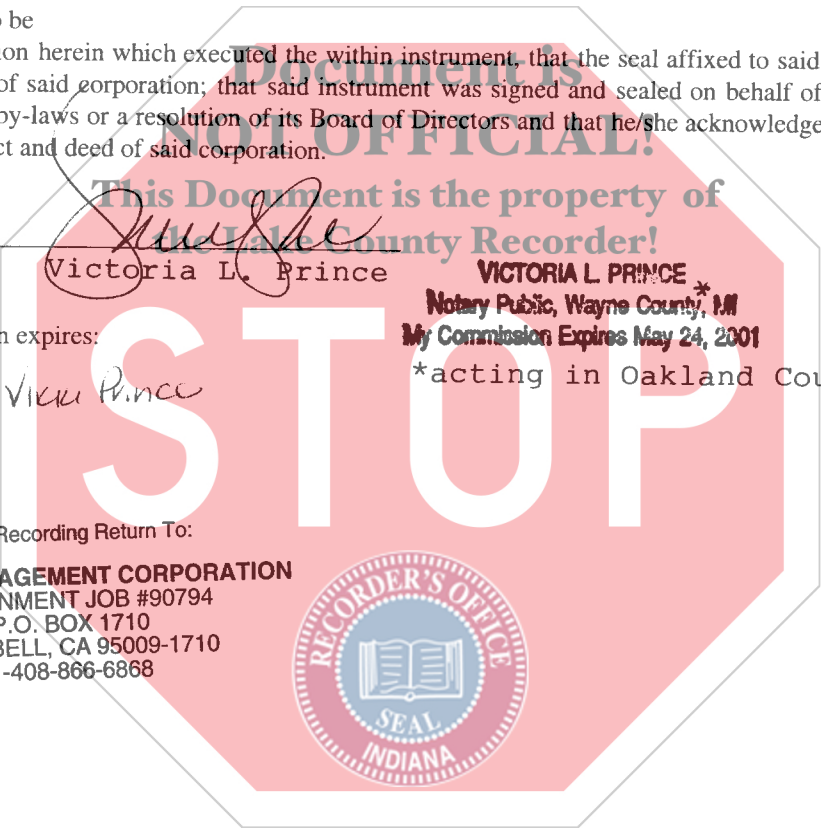 o be
ion herein which executed the within instrument, that the seal affixed to said
of said corporation; that said instrument was signed and sealed on behalf of
by-laws or a resolution of its Board of Directors and that he/she acknowledge
ct and deed of said corporation.
Document is
NOT OFFICIAL!
This Document is the property of
the Lake County Recorder!
Victoria L. Prince
VICTORIA L. PRINCE *
Notary Public, Wayne County, MI
My Commission Expires May 24, 2001
*acting in Oakland Cou
n expires:
Vicki Prince
STOP
Recording Return To:
AGEMENT CORPORATION
NMENT JOB #90794
P.O. BOX 1710
BELL, CA 95009-1710
-408-866-6868
RECORDER'S OFFICE
SEAL
INDIANA